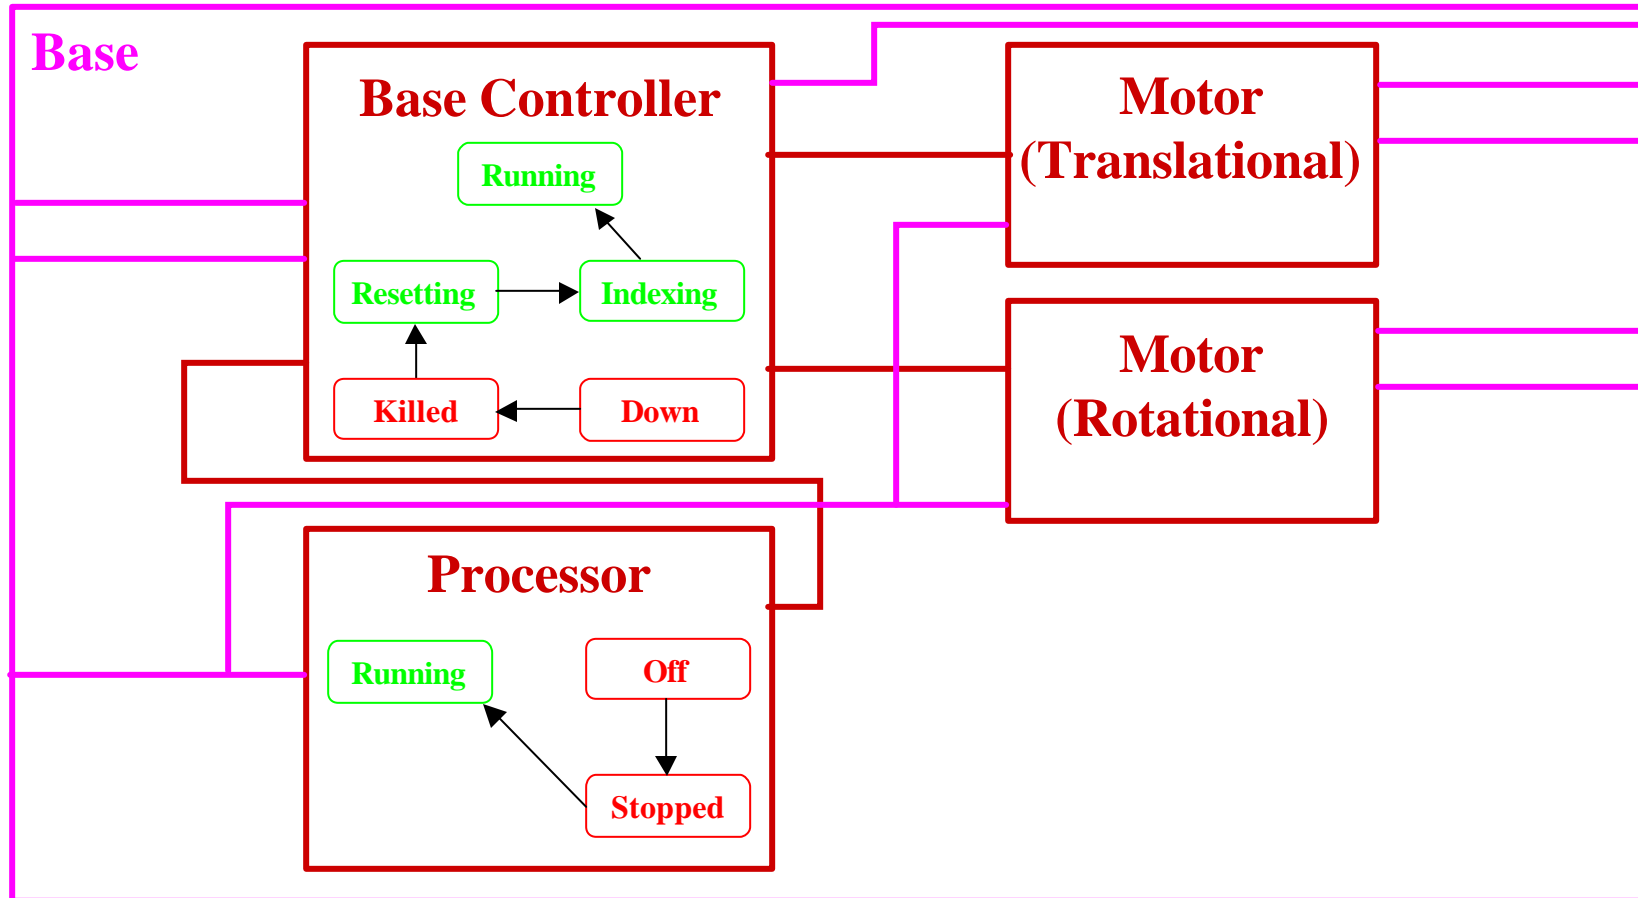 Base
Base Controller
Running
Resetting
Indexing
Killed
Down
Motor
(Translational)
Motor
(Rotational)
Processor
Running
Off
Stopped